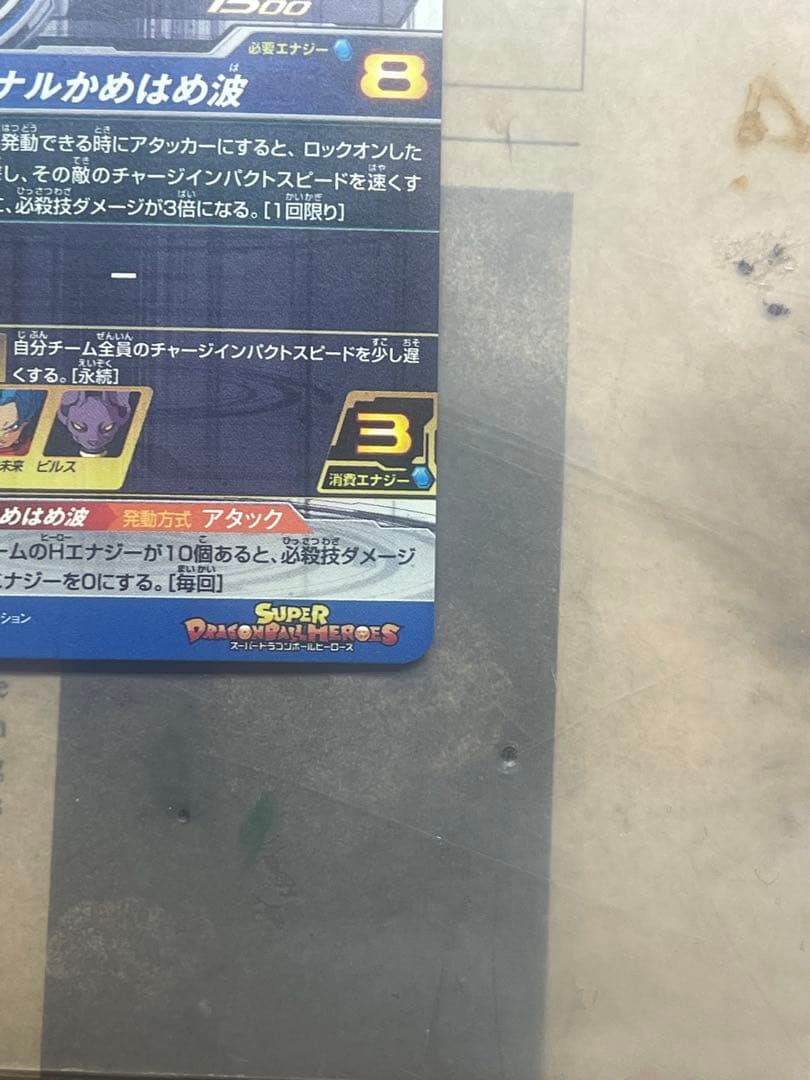 1500
必要エナジー 8
ナルかめはめ波
発動できる時にアタッカーにすると、ロックオンした
し、その敵のチャージインパクトスピードを速くす
、必殺技ダメージが3倍になる。[1回限り]
ー
自分チーム全員のチャージインパクトスピードを少し遅
くする。[永続]
未来 ビルス
3
消費エナジー
めはめ波 発動方式 アタック
ームのHエナジーが10個あると、必殺技ダメージ
エナジーを0にする。[毎回]
ション
SUPER
DRAGONBALL HEROES
スーパードラゴンボールヒーローズ